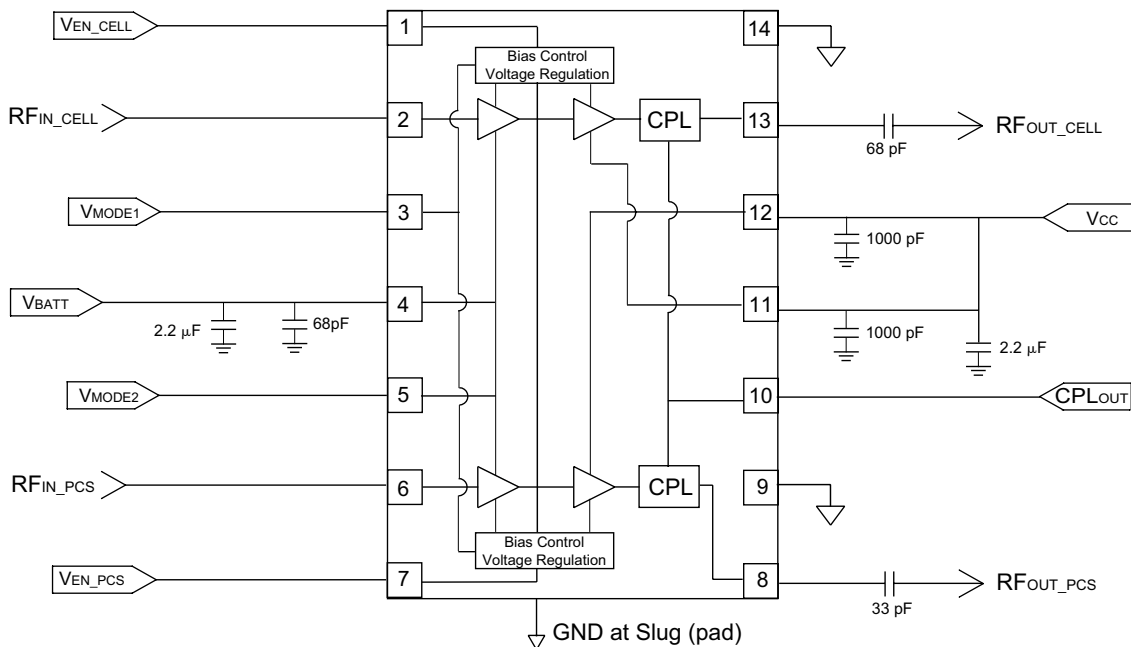 VEN_CELL
1
Bias Control
Voltage Regulation
14
RFIN_CELL
2
CPL
13
68 pF
RFOUT_CELL
VMODE1
3
12
1000 pF
VCC
VBATT
4
2.2 µF
68pF
11
1000 pF
2.2 µF
VMODE2
5
10
CPLOUT
RFIN_PCS
6
CPL
9
Bias Control
Voltage Regulation
VEN_PCS
7
8
33 pF
RFOUT_PCS
GND at Slug (pad)